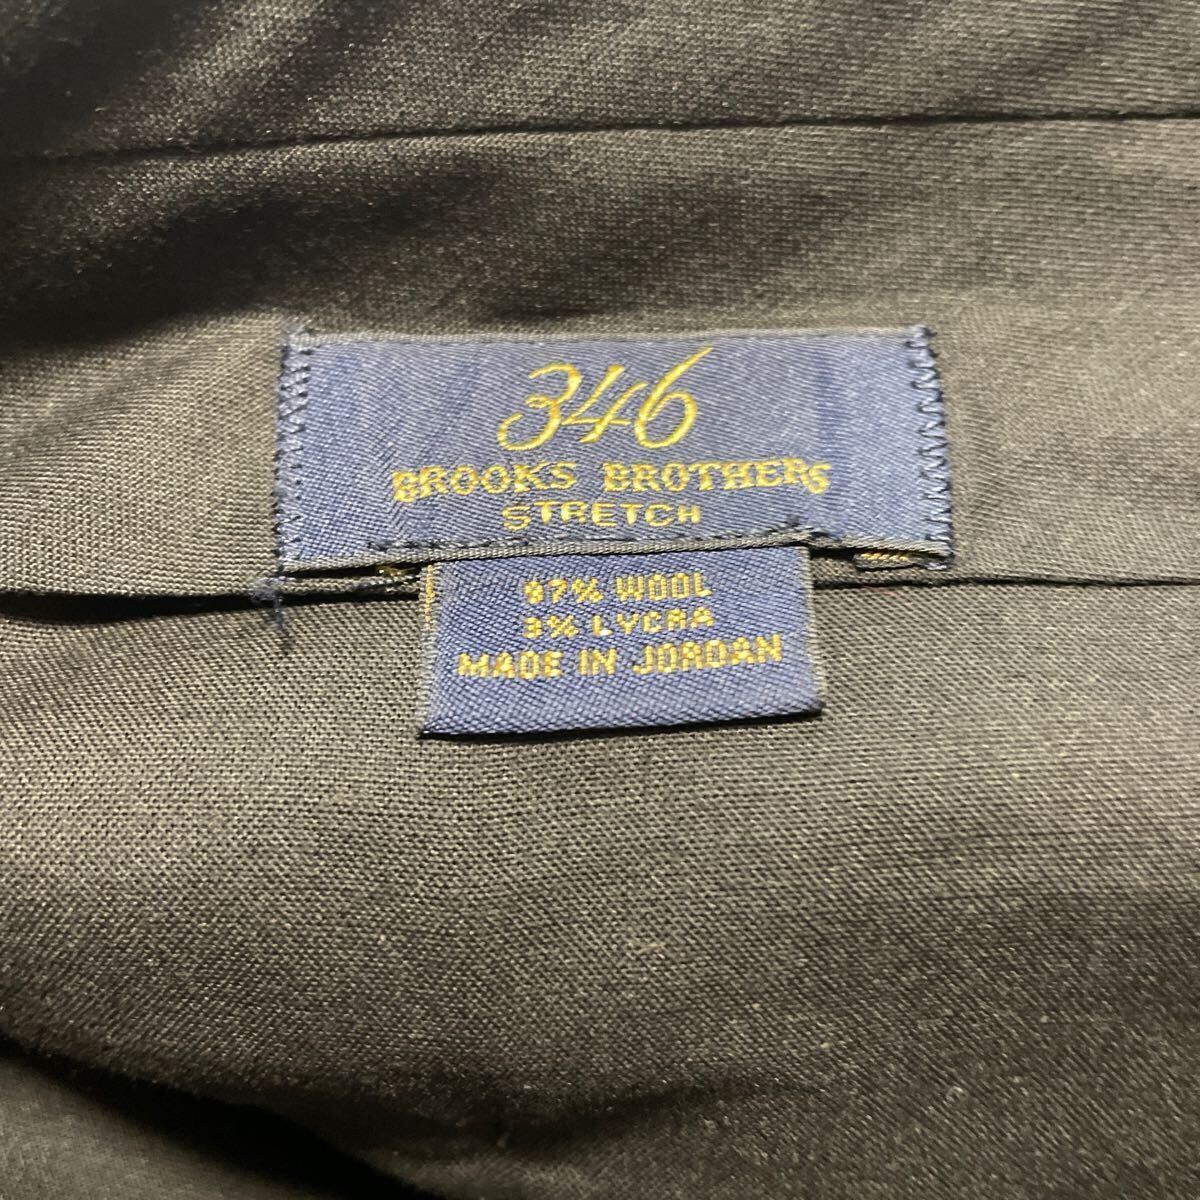 346
BROOKS BROTHERS
STRETCH
97% WOOL
3% LYCRA
MADE IN JORDAN